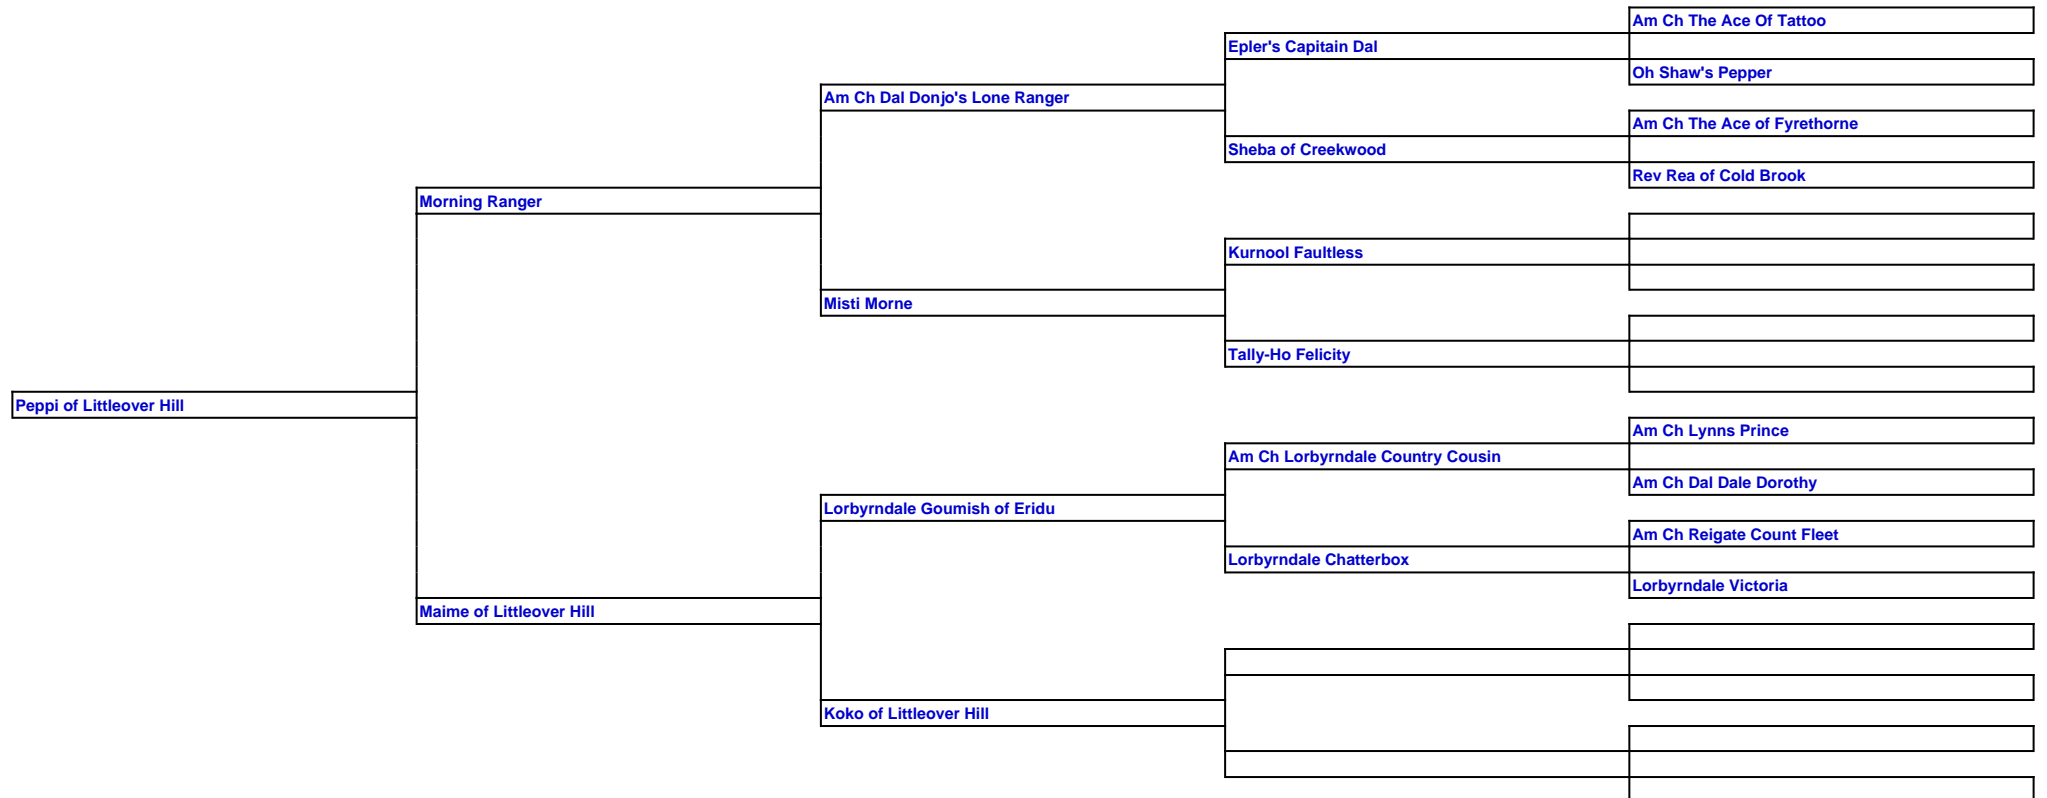 Am Ch The Ace Of Tattoo
Epler's Capitain Dal
Oh Shaw's Pepper
Am Ch Dal Donjo's Lone Ranger
Am Ch The Ace of Fyrethorne
Sheba of Creekwood
Rev Rea of Cold Brook
Morning Ranger
Kurnool Faultless
Misti Morne
Tally-Ho Felicity
Peppi of Littleover Hill
Am Ch Lynns Prince
Am Ch Lorbyrndale Country Cousin
Am Ch Dal Dale Dorothy
Lorbyrndale Goumish of Eridu
Am Ch Reigate Count Fleet
Lorbyrndale Chatterbox
Lorbyrndale Victoria
Maime of Littleover Hill
Koko of Littleover Hill